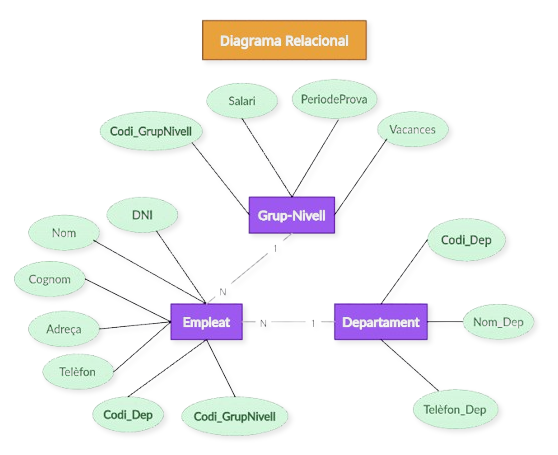 Diagrama Relacional
Salari
PeriodeProva
Codi_GrupNivell
Vacances
Grup-Nivell
DNI
Nom
1
Codi_Dep
Cognom
N
Empleat
N
1
Departament
Nom_Dep
Adreça
Telèfon
Codi_Dep
Codi_GrupNivell
Telèfon_Dep